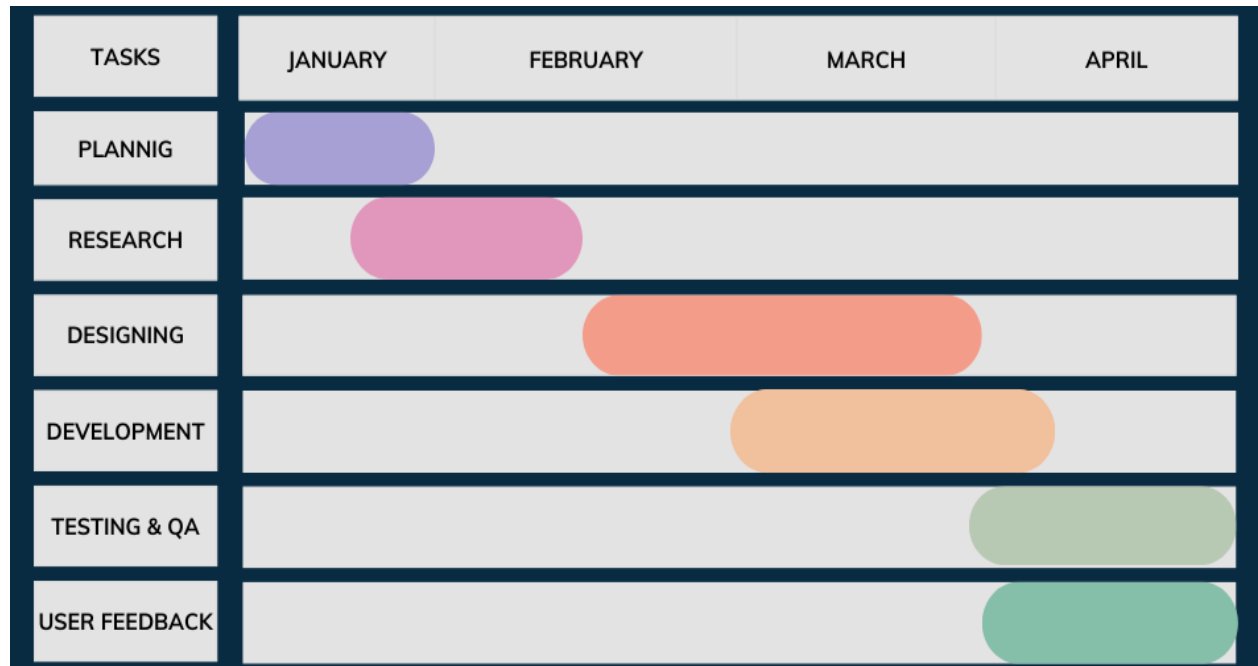 TASKS
JANUARY
FEBRUARY
MARCH
APRIL
PLANNIG
RESEARCH
DESIGNING
DEVELOPMENT
TESTING & QA
USER FEEDBACK